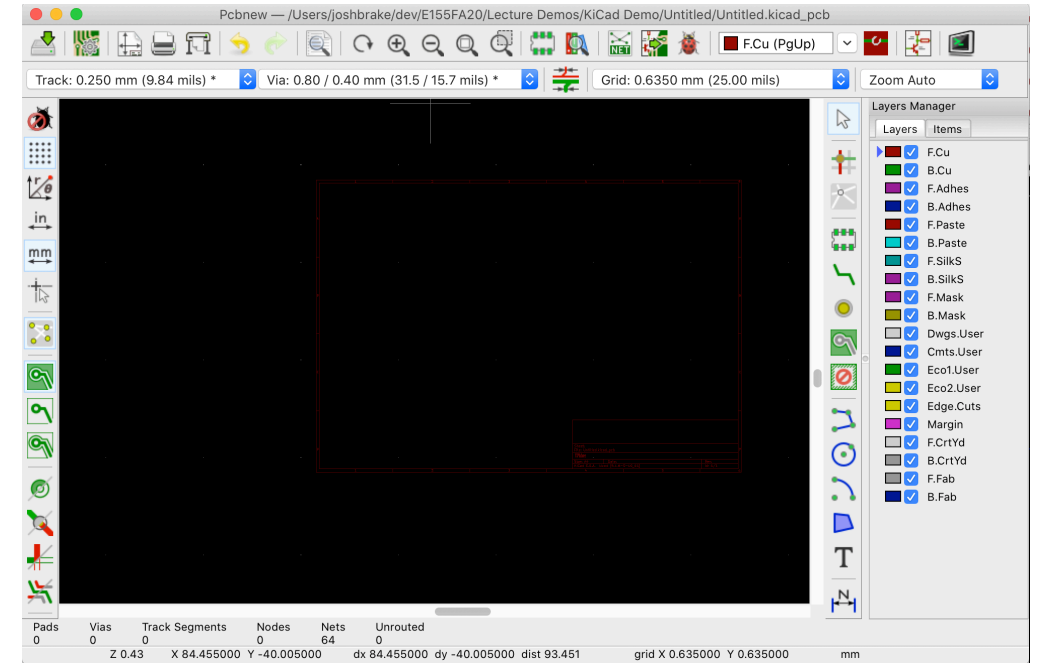 Pcbnew — /Users/joshbrake/dev/E155FA20/Lecture Demos/KiCad Demo/Untitled/Untitled.kicad_pcb
NET
F.Cu (PgUp)
Track: 0.250 mm (9.84 mils) *
Via: 0.80 / 0.40 mm (31.5 / 15.7 mils) *
Grid: 0.6350 mm (25.00 mils)
Zoom Auto
Layers Manager
Layers Items
F.Cu
B.Cu
F.Adhes
B.Adhes
F.Paste
B.Paste
F.SilkS
B.SilkS
F.Mask
B.Mask
Dwgs.User
Cmts.User
Eco1.User
Eco2.User
Edge.Cuts
Margin
F.CrtYd
B.CrtYd
F.Fab
B.Fab
r
θ
in
mm
T
N
Pads Vias Track Segments Nodes Nets Unrouted
0 0 0 0 64 0
Z 0.43 X 84.455000 Y -40.005000 dx 84.455000 dy -40.005000 dist 93.451 grid X 0.635000 Y 0.635000 mm